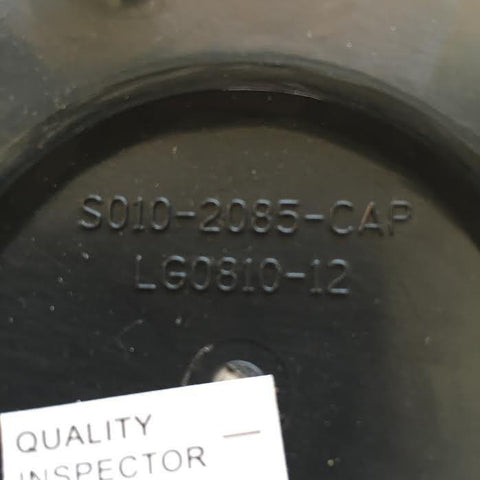 S010-2085-CAP
LG0810-12
QUALITY
INSPECTOR